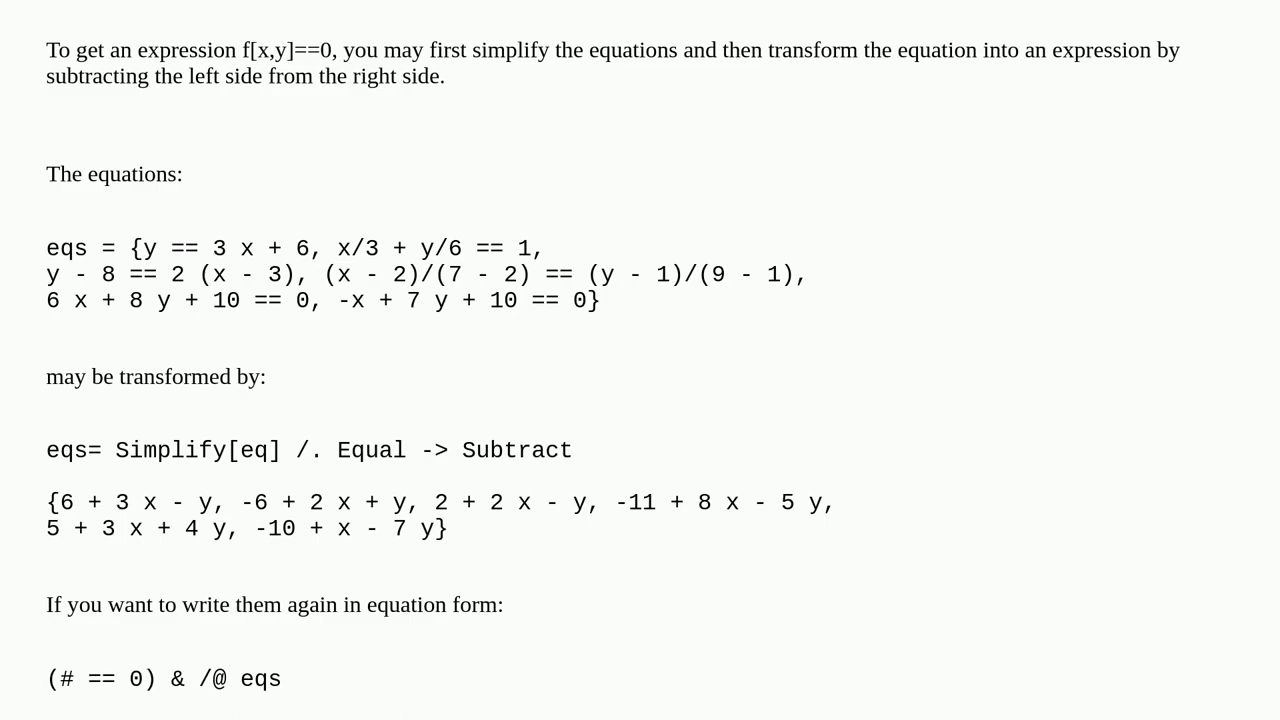 To get an expression f[x,y]==0, you may first simplify the equations and then transform the equation into an expression by
subtracting the left side from the right side.
The equations:
eqs = {y == 3 x + 6, x/3 + y/6 == 1,
y - 8 == 2 (x - 3), (x - 2)/(7 - 2) == (y - 1)/(9 - 1),
6 x + 8 y + 10 == 0, -x + 7 y + 10 == 0}
may be transformed by:
eqs= Simplify[eq] /. Equal -> Subtract
{6 + 3 x - y, -6 + 2 x + y, 2 + 2 x - y, -11 + 8 x - 5 y,
5 + 3 x + 4 y, -10 + x - 7 y}
If you want to write them again in equation form:
(# == 0) & /@ eqs